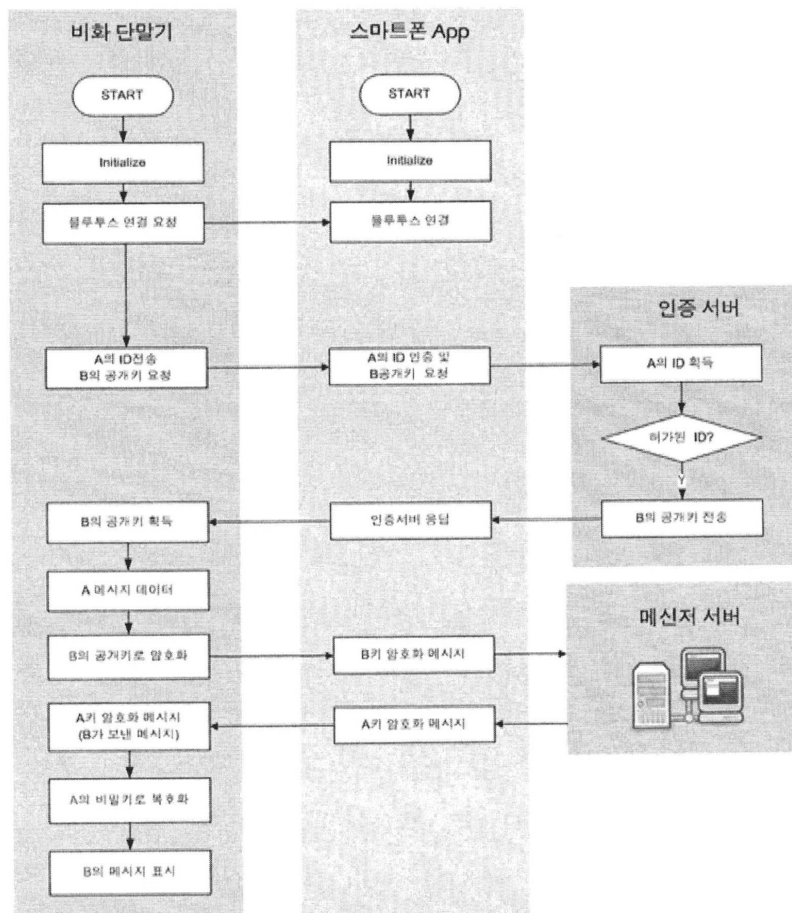 비화 단말기
START
Initialize
블루투스 연결 요청
A의 ID전송
B의 공개키 요청
B의 공개키 획득
A 메시지 데이터
B의 공개키로 암호화
A키 암호화 메시지
(B가 보낸 메시지)
A의 비밀키로 복호화
B의 메시지 표시
스마트폰 App
START
Initialize
블루투스 연결
A의 ID 인증 및
B공개키 요청
인증서버 응답
B키 암호화 메시지
A키 암호화 메시지
인증 서버
A의 ID 획득
허가된 ID?
Y
B의 공개키 전송
메신저 서버